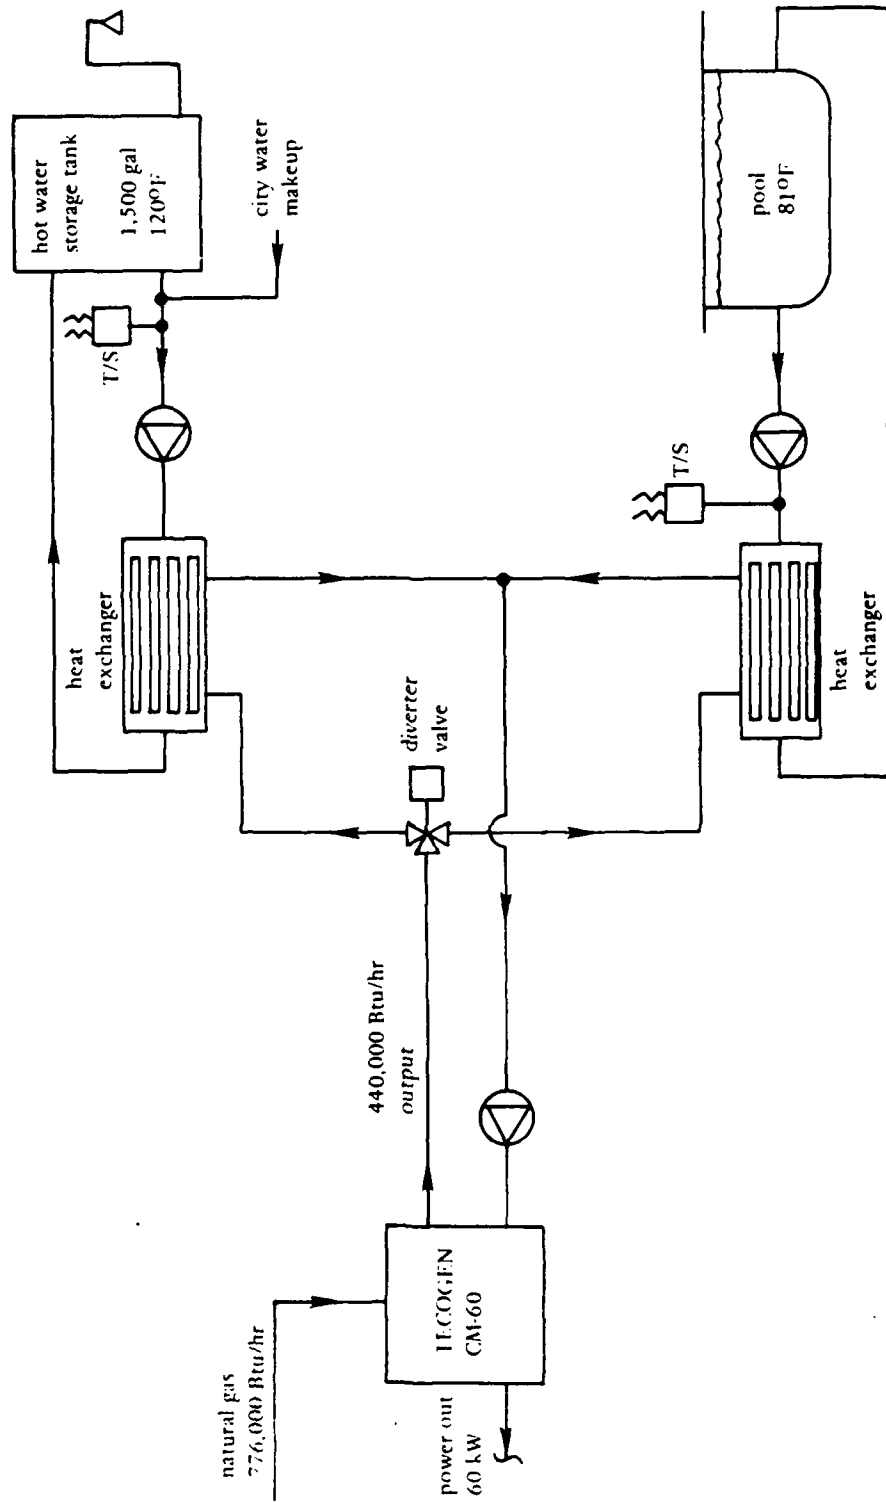 hot water
storage tank
1,500 gal
120°F
city water
makeup
T/S
heat
exchanger
diverter
valve
440,000 Btu/hr
output
natural gas
776,000 Btu/hr
TECOGEN
CM-60
power out
60 kW
pool
81°F
T/S
heat
exchanger